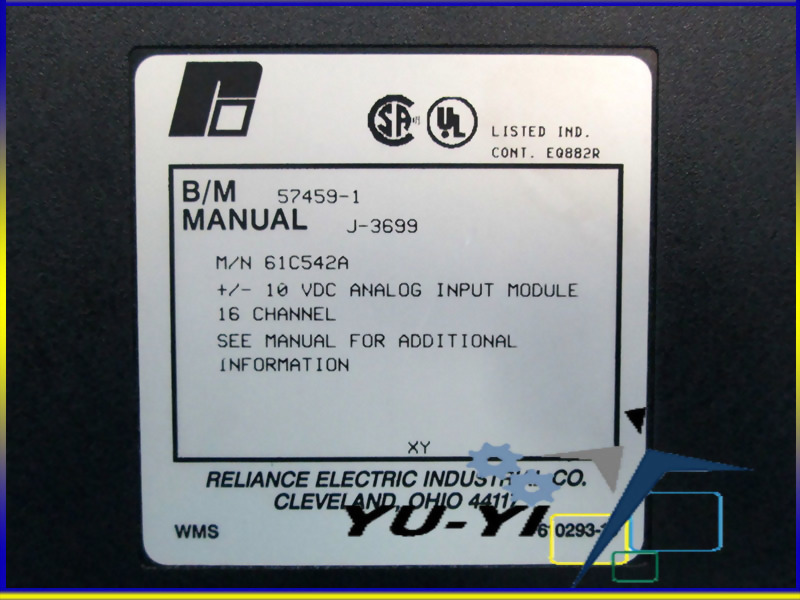 LISTED IND.
CONT. EQ882R
B/M 57459-1
MANUAL J-3699
M/N 61C542A
+/- 10 VDC ANALOG INPUT MODULE
16 CHANNEL
SEE MANUAL FOR ADDITIONAL
INFORMATION
XY
RELIANCE ELECTRIC INDUSTRIAL CO.
CLEVELAND, OHIO 44117
YU-YI
WMS